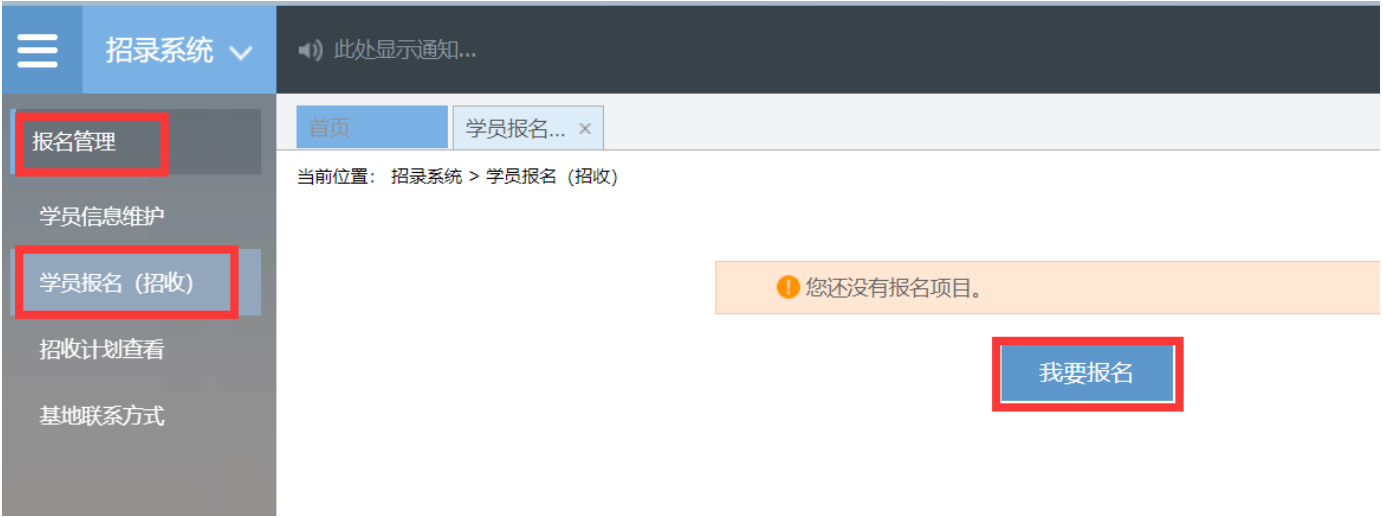 招录系统
此处显示通知...
报名管理
学员信息维护
学员报名（招收）
招收计划查看
基地联系方式
首页
学员报名... ×
当前位置： 招录系统 > 学员报名（招收）
您还没有报名项目。
我要报名